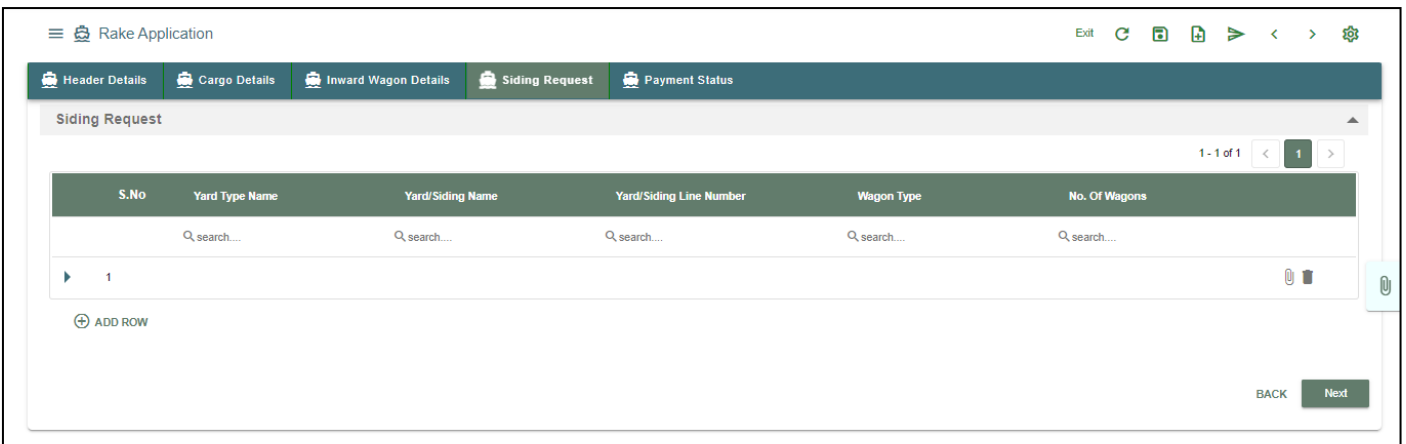 Rake Application Exit
Header Details Cargo Details Inward Wagon Details Siding Request Payment Status
Siding Request
1 - 1 of 1 < 1 >
S.No Yard Type Name Yard/Siding Name Yard/Siding Line Number Wagon Type No. Of Wagons
search.... search.... search.... search.... search....
1
ADD ROW
BACK Next